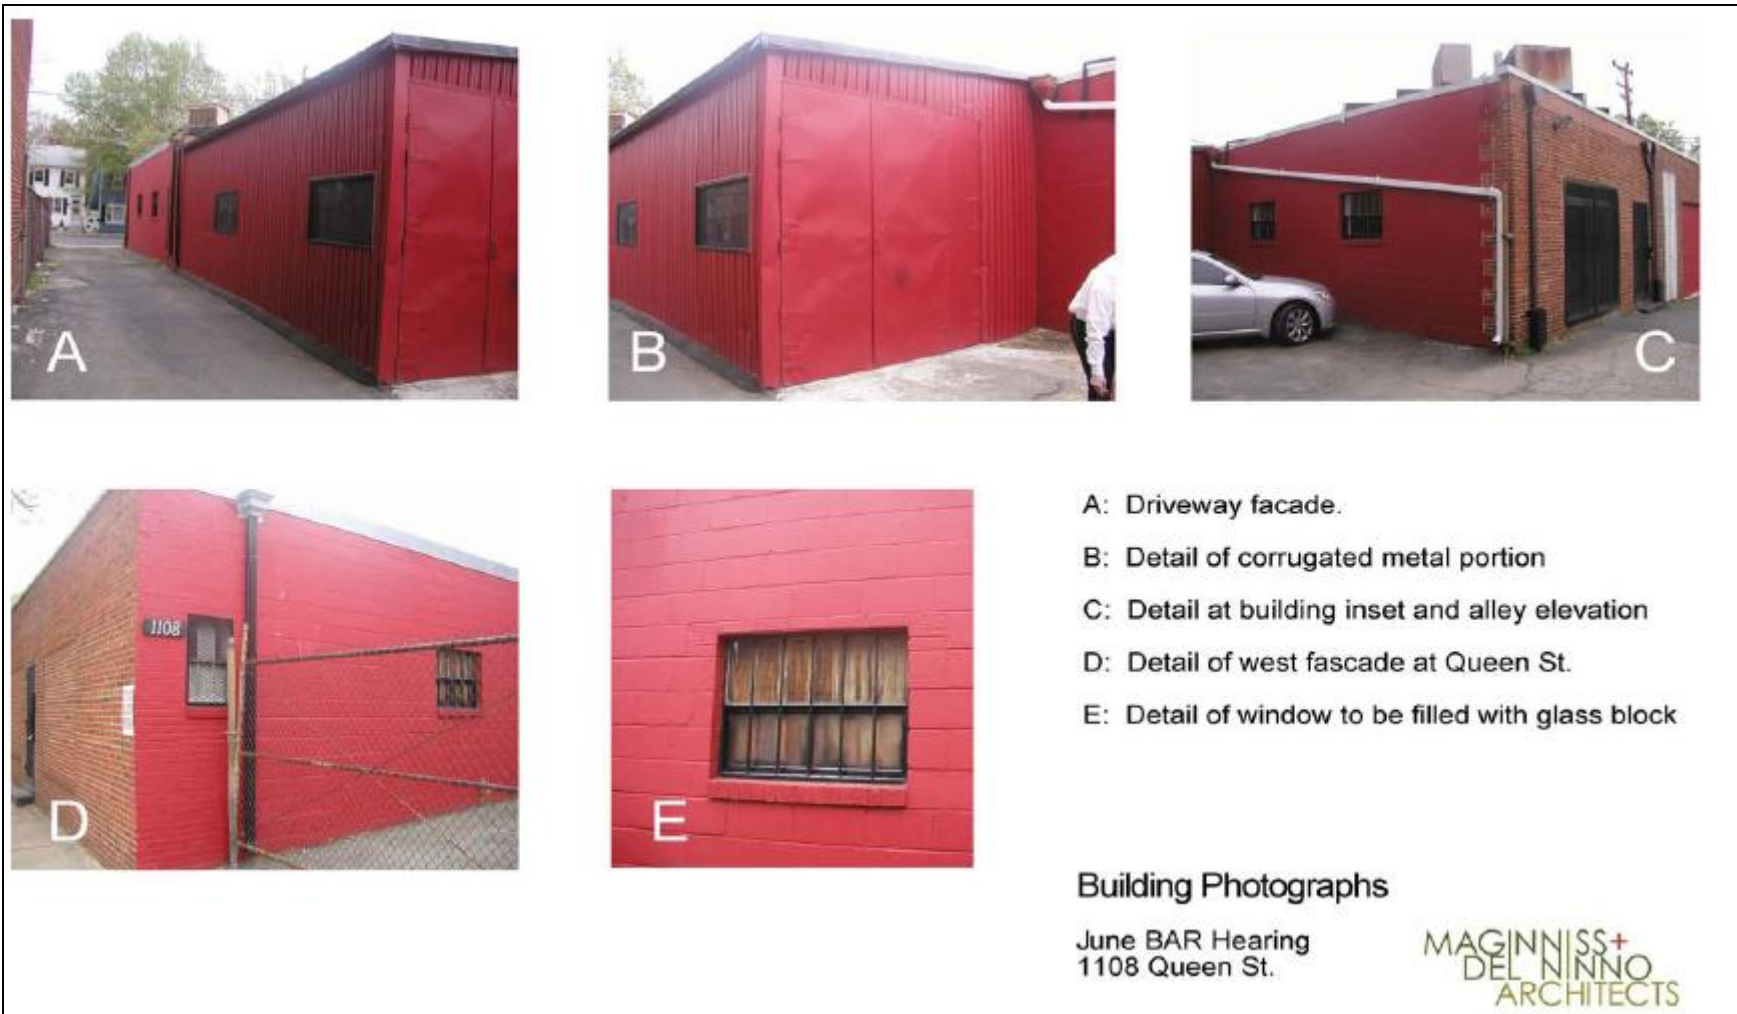 A
B
C
1108
D
E
A: Driveway facade.
B: Detail of corrugated metal portion
C: Detail at building inset and alley elevation
D: Detail of west fascade at Queen St.
E: Detail of window to be filled with glass block
Building Photographs
June BAR Hearing
1108 Queen St.
MAGINNISS+
DEL NINNO
ARCHITECTS